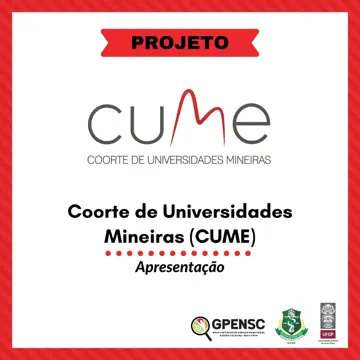 PROJETO
cume
COORTE DE UNIVERSIDADES MINEIRAS
Coorte de Universidades
Mineiras (CUME)
Apresentação
GPENSC
UFOP